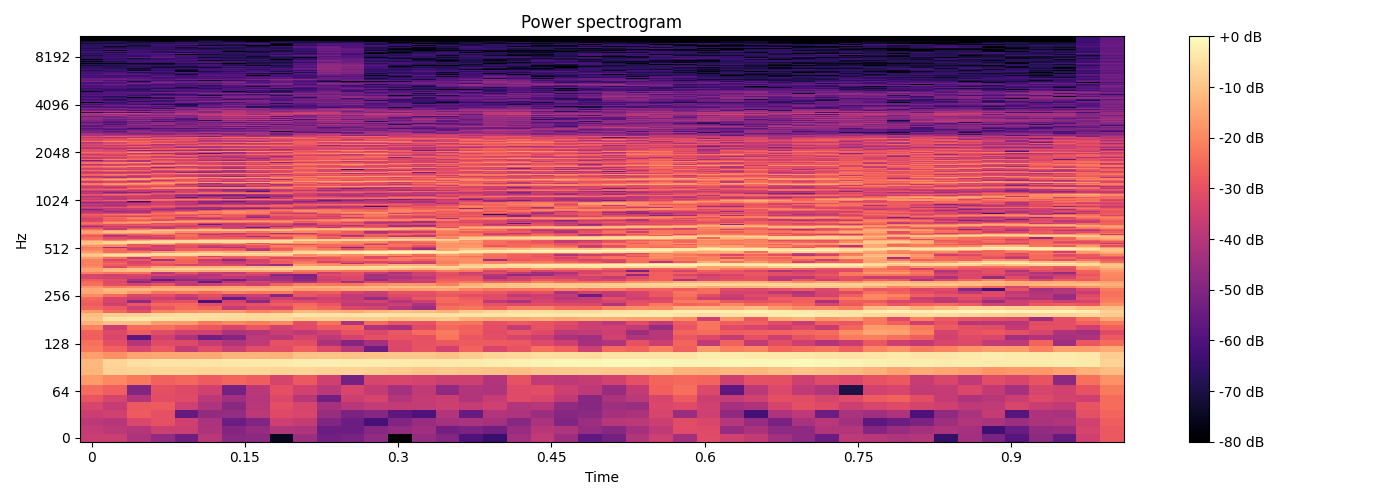 Power spectrogram
8192
4096
2048
1024
512
256
128
64
0
Hz
0 0.15 0.3 0.45 0.6 0.75 0.9
Time
+0 dB
-10 dB
-20 dB
-30 dB
-40 dB
-50 dB
-60 dB
-70 dB
-80 dB